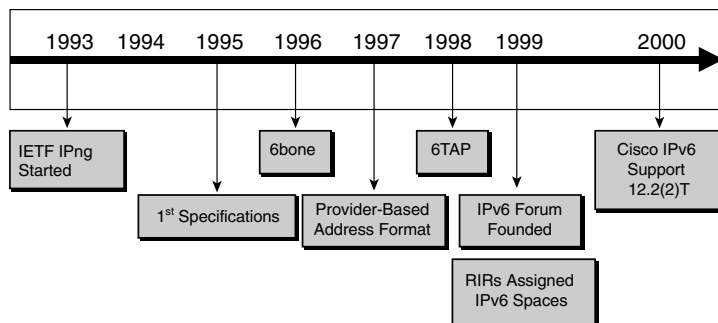 1993 1994 1995 1996 1997 1998 1999 2000
IETF IPng
Started
6bone
6TAP
Cisco IPv6
Support
12.2(2)T
1st Specifications
Provider-Based
Address Format
IPv6 Forum
Founded
RIRs Assigned
IPv6 Spaces